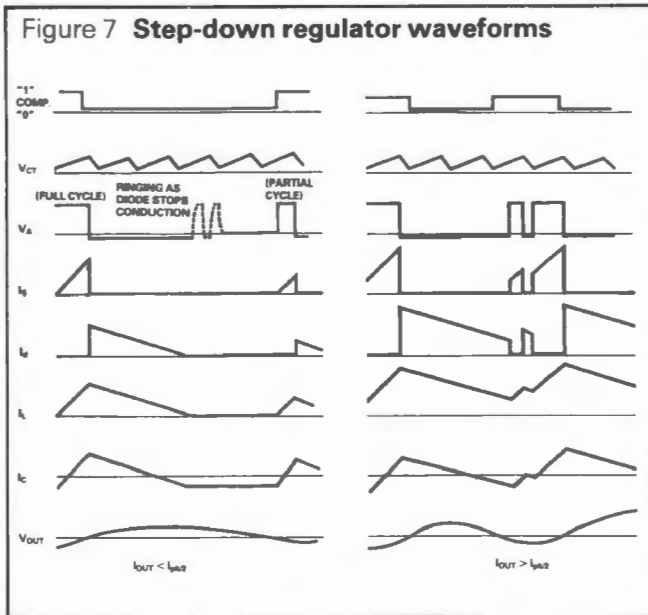 Figure 7 Step-down regulator waveforms
"1"
COMP.
"0"
VCT
(FULL CYCLE)
RINGING AS
DIODE STOPS
CONDUCTION
(PARTIAL
CYCLE)
VA
IS
Id
IL
IC
VOUT
IOUT < Ipk/2
IOUT > Ipk/2